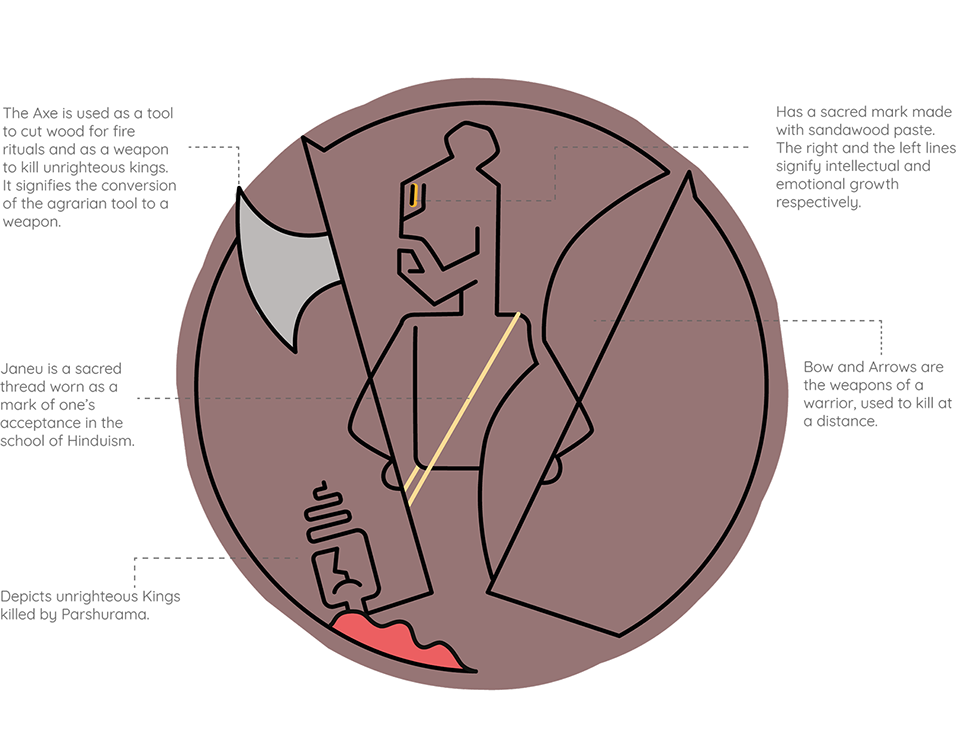 The Axe is used as a tool
to cut wood for fire
rituals and as a weapon
to kill unrighteous kings.
It signifies the conversion
of the agrarian tool to a
weapon.
Has a sacred mark made
with sandawood paste.
The right and the left lines
signify intellectual and
emotional growth
respectively.
Janeu is a sacred
thread worn as a
mark of one’s
acceptance in the
school of Hinduism.
Bow and Arrows are
the weapons of a
warrior, used to kill at
a distance.
Depicts unrighteous Kings
killed by Parshurama.